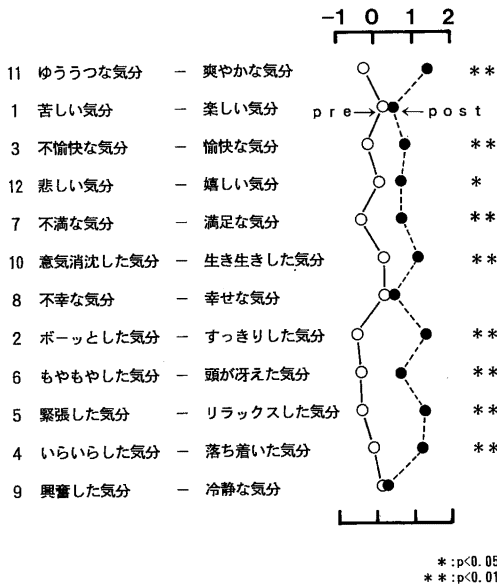 -1 0 1 2
11 ゆううつな気分 － 爽やかな気分 **
1 苦しい気分 － 楽しい気分 pre→ ←post
3 不愉快な気分 － 愉快な気分 **
12 悲しい気分 － 嬉しい気分 *
7 不満な気分 － 満足な気分 **
10 意気消沈した気分 － 生き生きした気分 **
8 不幸な気分 － 幸せな気分
2 ボーッとした気分 － すっきりした気分 **
6 もやもやした気分 － 頭が冴えた気分 **
5 緊張した気分 － リラックスした気分 **
4 いらいらした気分 － 落ち着いた気分 **
9 興奮した気分 － 冷静な気分
-1 0 1 2
*:p<0.05
**:p<0.01